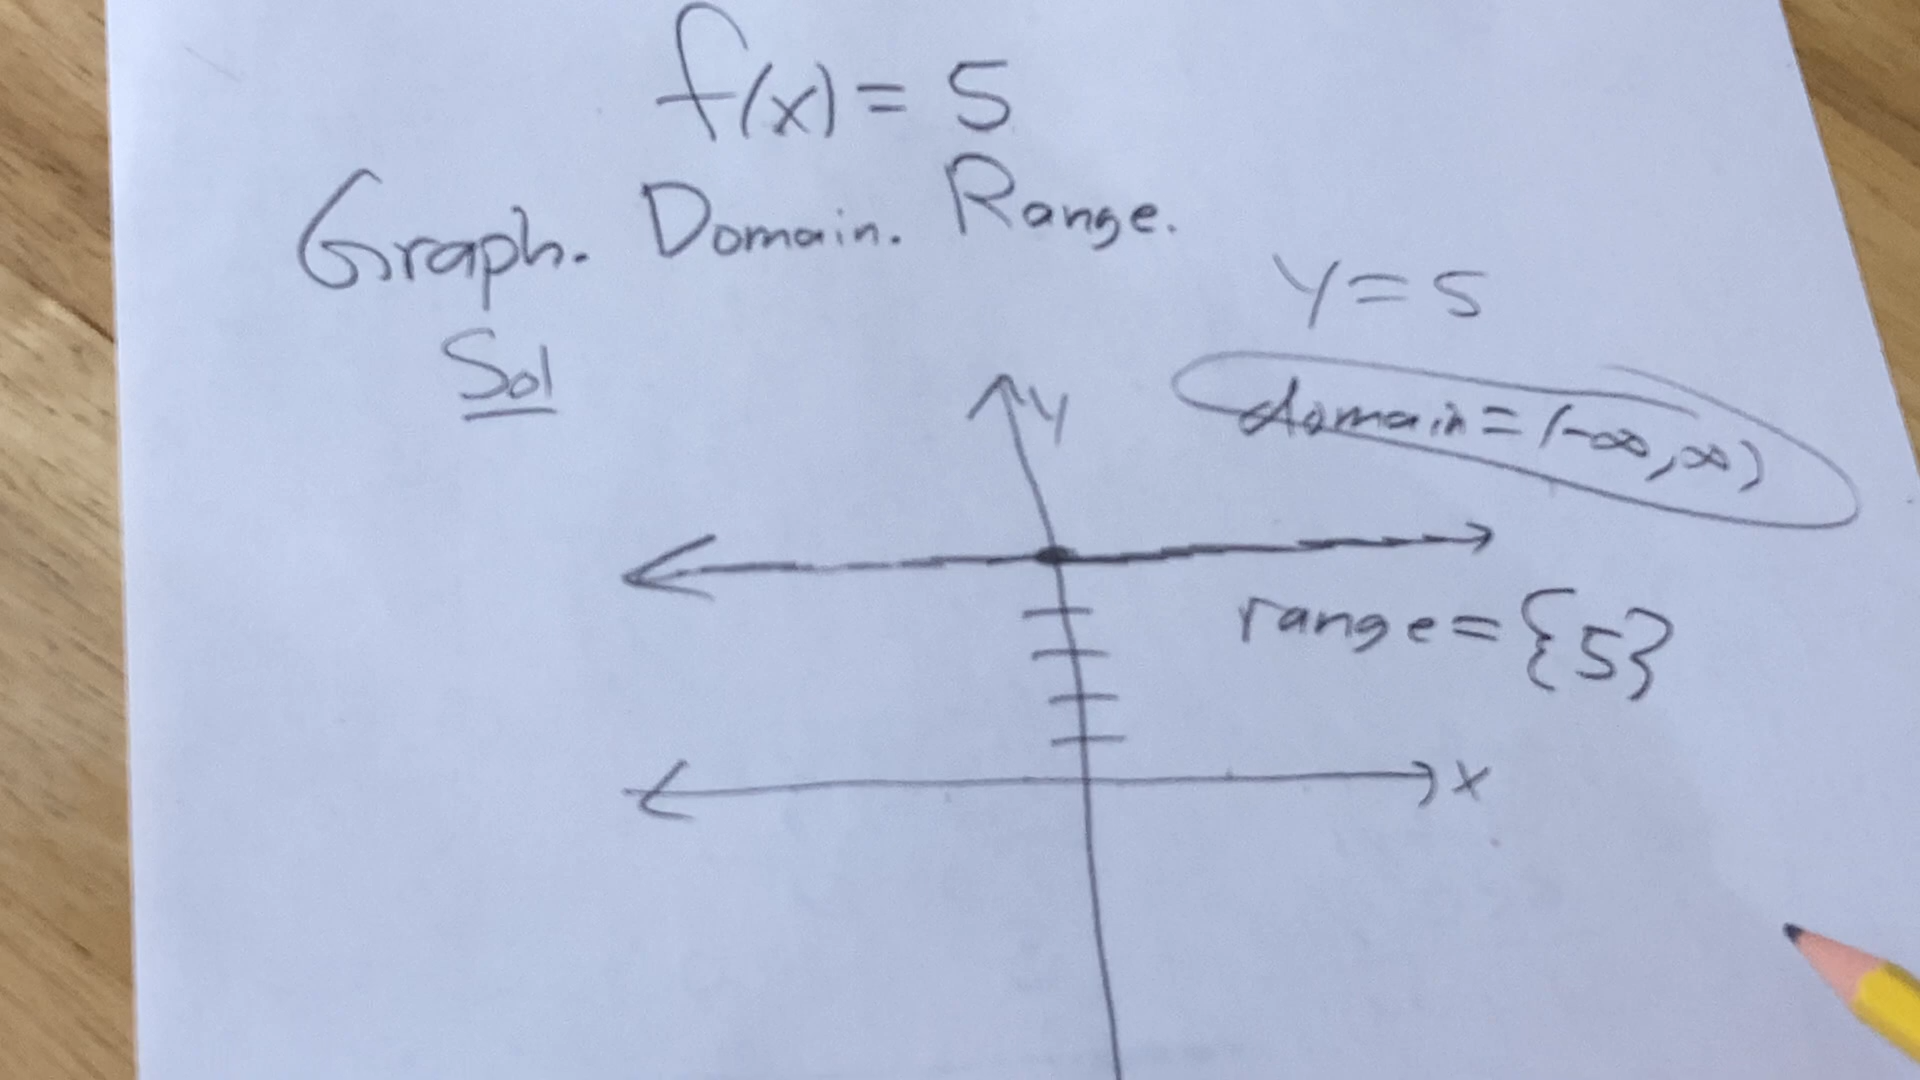 f(x) = 5
Graph. Domain. Range.
y = 5
Sol
y
domain = (-∞, ∞)
range = {5}
x